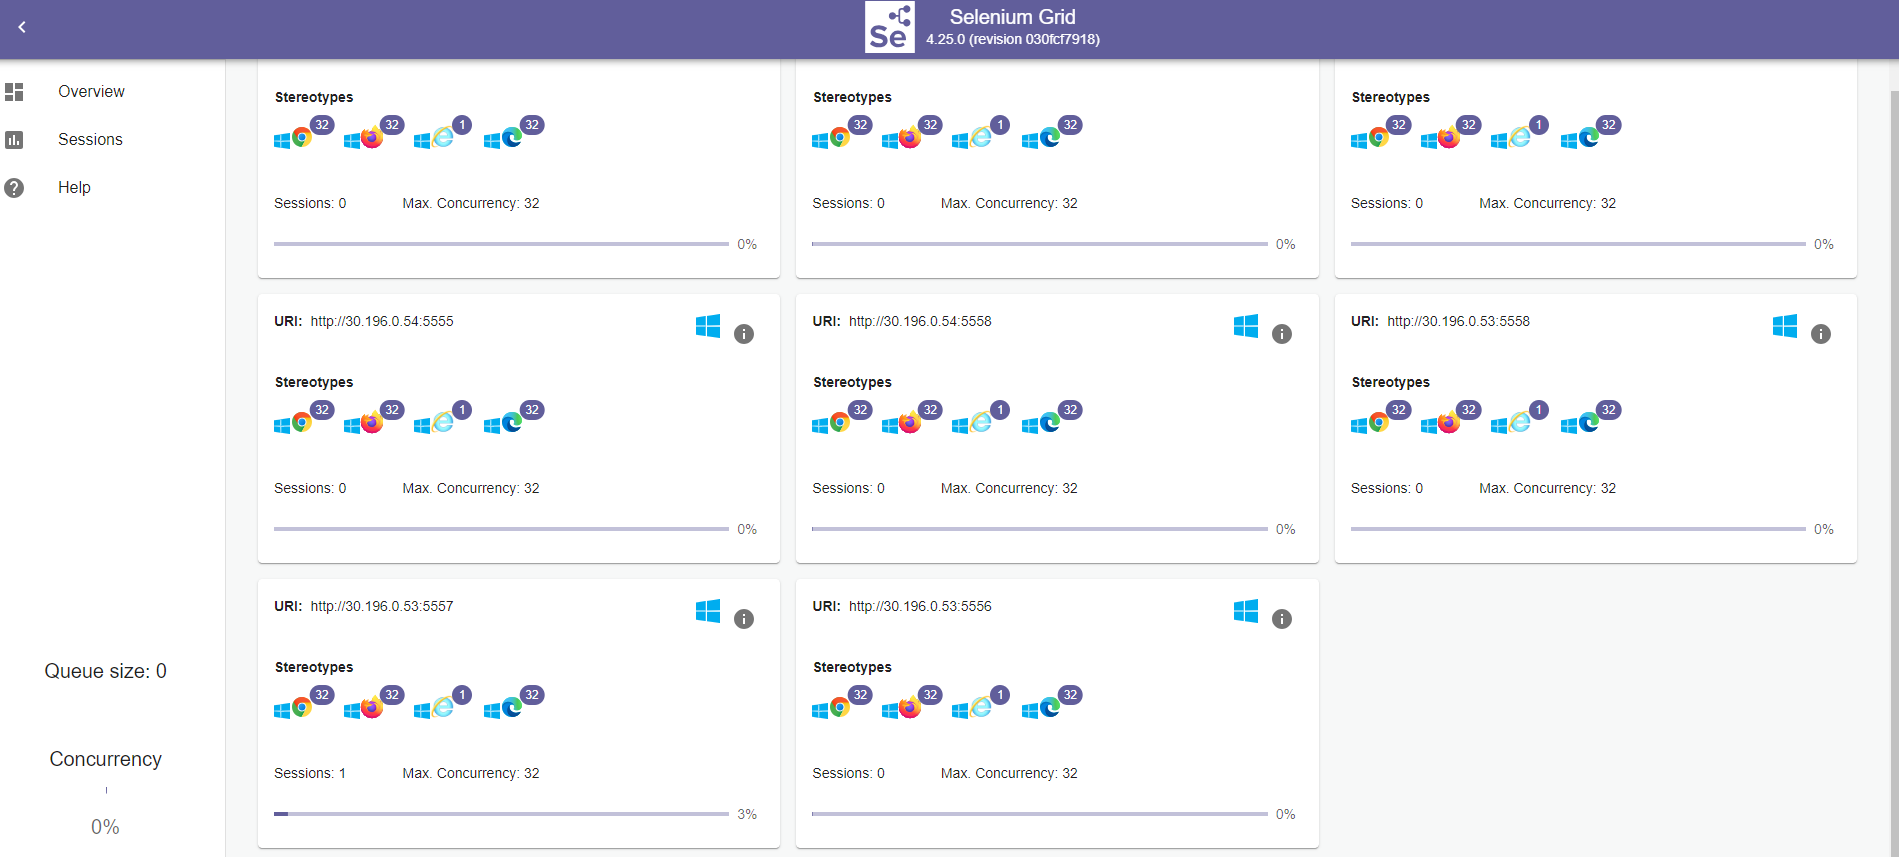 Se
Selenium Grid
4.25.0 (revision 030fcf7918)
Overview
Sessions
Help
Queue size: 0
Concurrency
0%
Stereotypes
32 32 1 32
Sessions: 0 Max. Concurrency: 32
0%
Stereotypes
32 32 1 32
Sessions: 0 Max. Concurrency: 32
0%
Stereotypes
32 32 1 32
Sessions: 0 Max. Concurrency: 32
0%
URI: http://30.196.0.54:5555
Stereotypes
32 32 1 32
Sessions: 0 Max. Concurrency: 32
0%
URI: http://30.196.0.54:5558
Stereotypes
32 32 1 32
Sessions: 0 Max. Concurrency: 32
0%
URI: http://30.196.0.53:5558
Stereotypes
32 32 1 32
Sessions: 0 Max. Concurrency: 32
0%
URI: http://30.196.0.53:5557
Stereotypes
32 32 1 32
Sessions: 1 Max. Concurrency: 32
3%
URI: http://30.196.0.53:5556
Stereotypes
32 32 1 32
Sessions: 0 Max. Concurrency: 32
0%